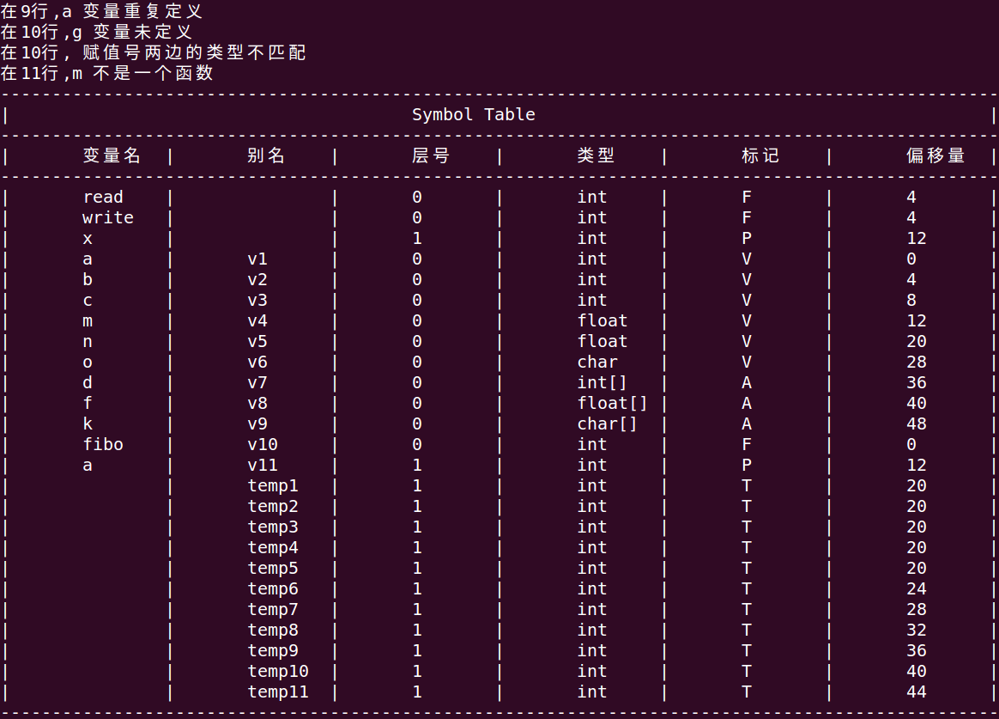 在9行,a 变量重复定义
在10行,g 变量未定义
在10行, 赋值号两边的类型不匹配
在11行,m 不是一个函数
Symbol Table
| 变量名 | 别名 | 层号 | 类型 | 标记 | 偏移量 |
| read | | 0 | int | F | 4 |
| write | | 0 | int | F | 4 |
| x | | 1 | int | P | 12 |
| a | v1 | 0 | int | V | 0 |
| b | v2 | 0 | int | V | 4 |
| c | v3 | 0 | int | V | 8 |
| m | v4 | 0 | float | V | 12 |
| n | v5 | 0 | float | V | 20 |
| o | v6 | 0 | char | V | 28 |
| d | v7 | 0 | int[] | A | 36 |
| f | v8 | 0 | float[] | A | 40 |
| k | v9 | 0 | char[] | A | 48 |
| fibo | v10 | 0 | int | F | 0 |
| a | v11 | 1 | int | P | 12 |
| | temp1 | 1 | int | T | 20 |
| | temp2 | 1 | int | T | 20 |
| | temp3 | 1 | int | T | 20 |
| | temp4 | 1 | int | T | 20 |
| | temp5 | 1 | int | T | 20 |
| | temp6 | 1 | int | T | 24 |
| | temp7 | 1 | int | T | 28 |
| | temp8 | 1 | int | T | 32 |
| | temp9 | 1 | int | T | 36 |
| | temp10 | 1 | int | T | 40 |
| | temp11 | 1 | int | T | 44 |